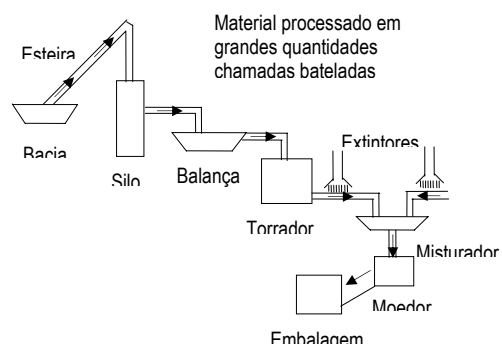 Material processado em
grandes quantidades
chamadas bateladas
Esteira
Bacia
Silo
Balança
Extintores
Torrador
Misturador
Moedor
Embalagem